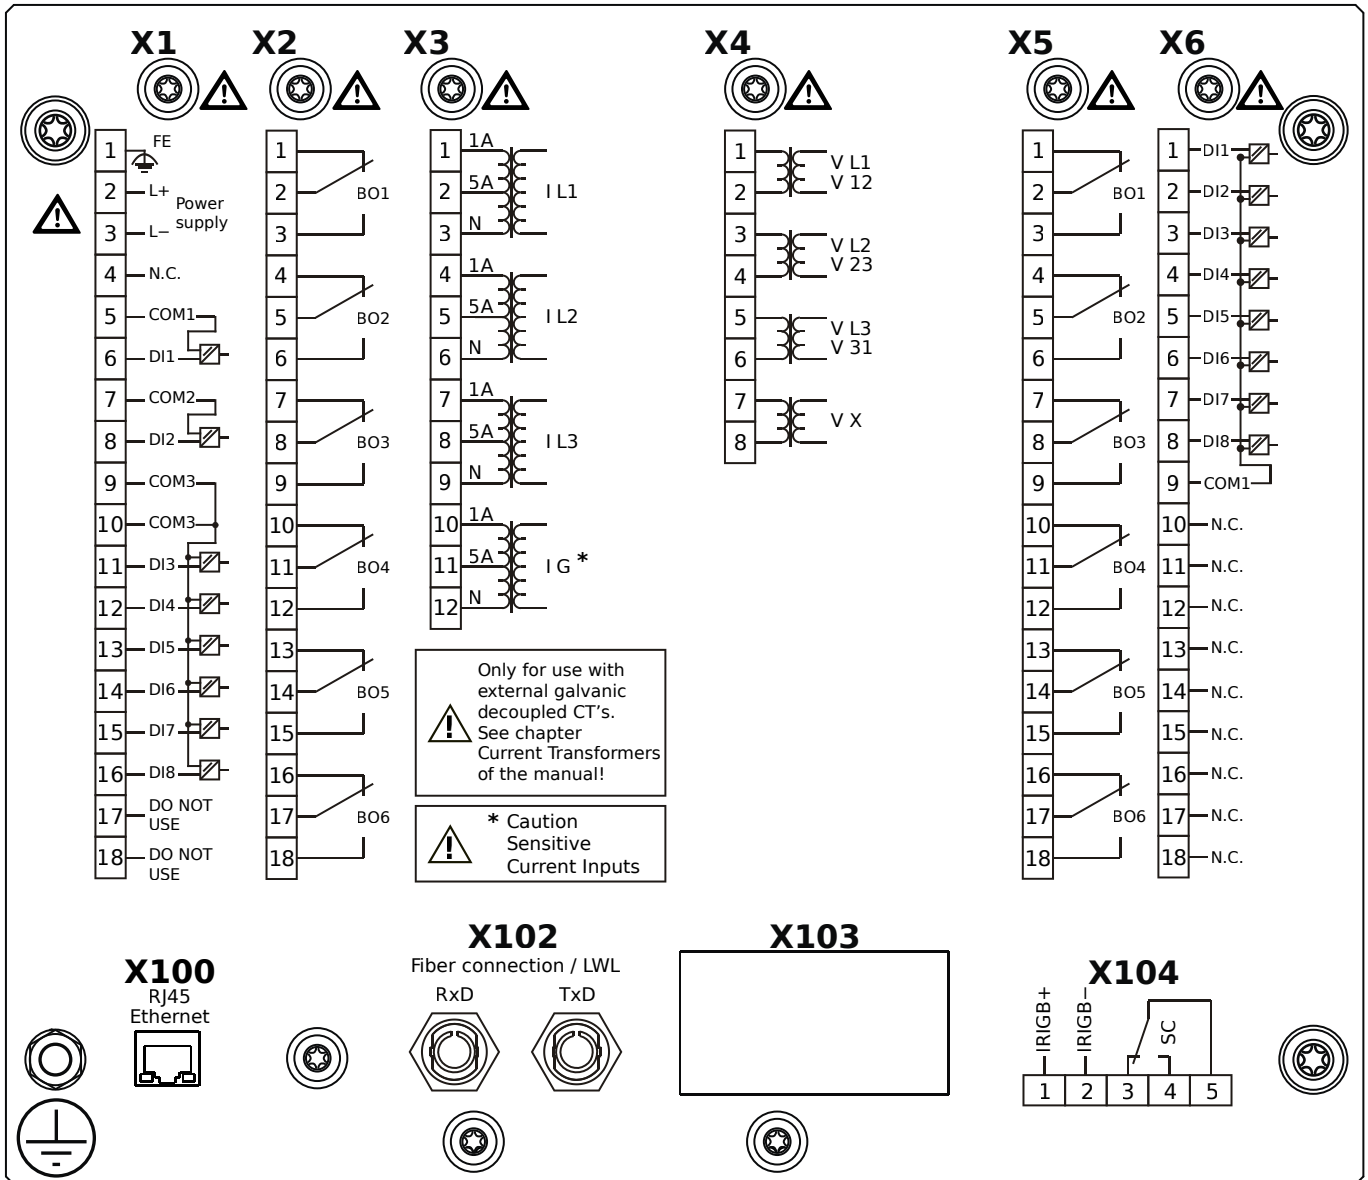 X1 X2 X3 X4 X5 X6
1 FE
2 L+
Power
supply
3 L−
4 N.C.
5 COM1
6 DI1
7 COM2
8 DI2
9 COM3
10 COM3
11 DI3
12 DI4
13 DI5
14 DI6
15 DI7
16 DI8
17 DO NOT
USE
18 DO NOT
USE
1
2 BO1
3
4
5 BO2
6
7
8 BO3
9
10
11 BO4
12
13
14 BO5
15
16
17 BO6
18
1 1A
2 5A I L1
3 N
4 1A
5 5A I L2
6 N
7 1A
8 5A I L3
9 N
10 1A
11 5A I G *
12 N
Only for use with
external galvanic
decoupled CT's.
See chapter
Current Transformers
of the manual!
* Caution
Sensitive
Current Inputs
1 V L1
2 V 12
3 V L2
4 V 23
5 V L3
6 V 31
7 V X
8
1
2 BO1
3
4
5 BO2
6
7
8 BO3
9
10
11 BO4
12
13
14 BO5
15
16
17 BO6
18
1 DI1
2 DI2
3 DI3
4 DI4
5 DI5
6 DI6
7 DI7
8 DI8
9 COM1
10 N.C.
11 N.C.
12 N.C.
13 N.C.
14 N.C.
15 N.C.
16 N.C.
17 N.C.
18 N.C.
X100
RJ45
Ethernet
X102
Fiber connection / LWL
RxD TxD
X103
X104
IRIGB+
IRIGB−
SC
1 2 3 4 5